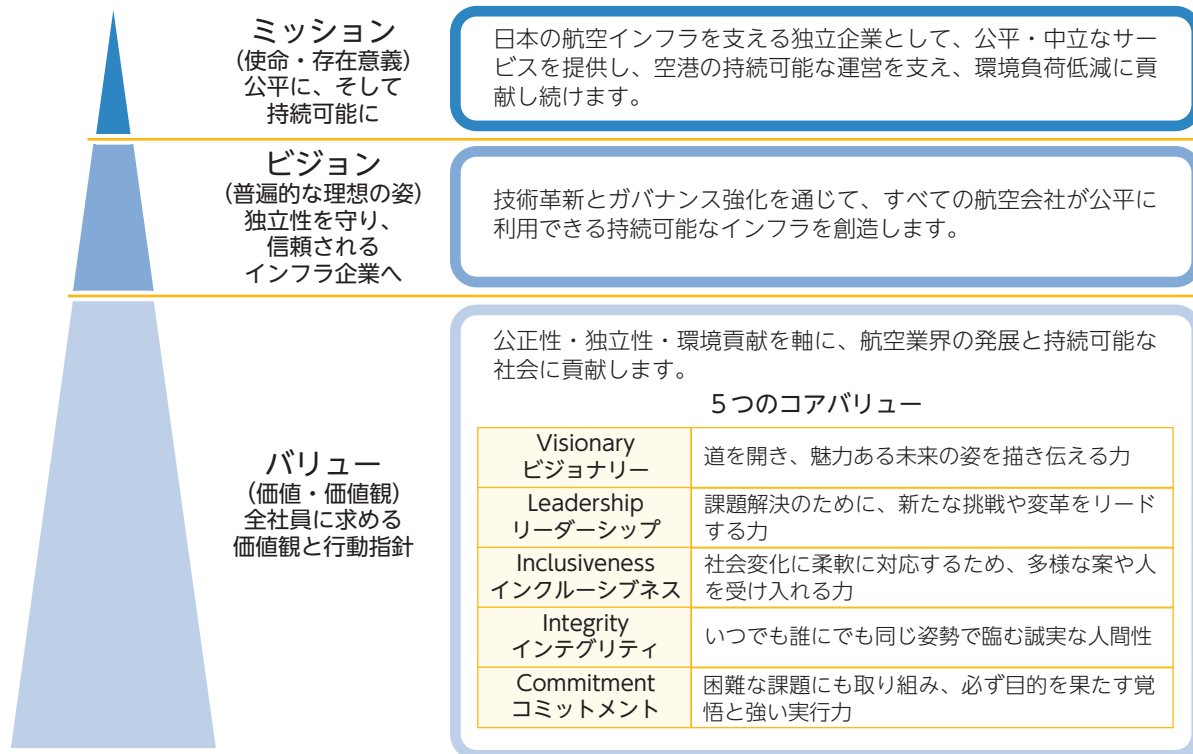 ミッション
(使命・存在意義)
公平に、そして
持続可能に
日本の航空インフラを支える独立企業として、公平・中立なサー
ビスを提供し、空港の持続可能な運営を支え、環境負荷低減に貢
献し続けます。
ビジョン
(普遍的な理想の姿)
独立性を守り、
信頼される
インフラ企業へ
技術革新とガバナンス強化を通じて、すべての航空会社が公平に
利用できる持続可能なインフラを創造します。
バリュー
(価値・価値観)
全社員に求める
価値観と行動指針
公正性・独立性・環境貢献を軸に、航空業界の発展と持続可能な
社会に貢献します。
5つのコアバリュー
Visionary
ビジョナリー
道を開き、魅力ある未来の姿を描き伝える力
Leadership
リーダーシップ
課題解決のために、新たな挑戦や変革をリード
する力
Inclusiveness
インクルーシブネス
社会変化に柔軟に対応するため、多様な案や人
を受け入れる力
Integrity
インテグリティ
いつでも誰にでも同じ姿勢で臨む誠実な人間性
Commitment
コミットメント
困難な課題にも取り組み、必ず目的を果たす覚
悟と強い実行力